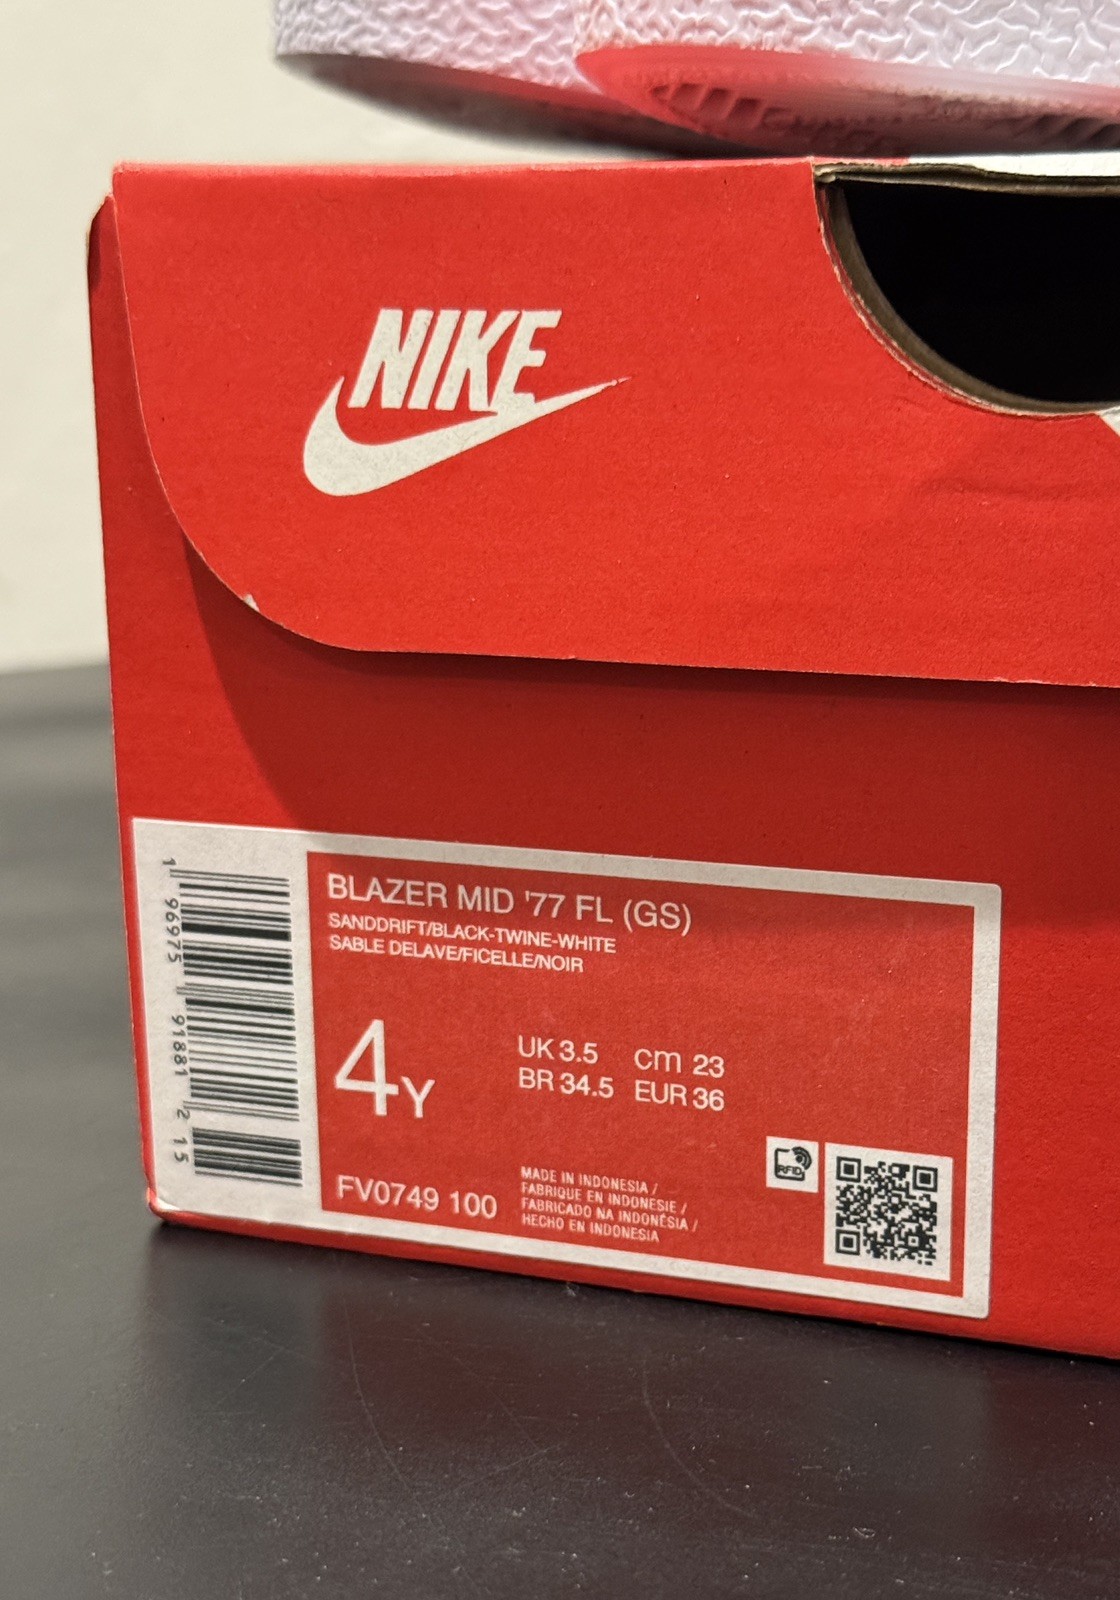 NIKE
BLAZER MID '77 FL (GS)
SANDDRIFT/BLACK-TWINE-WHITE
SABLE DELAVE/FICELLE/NOIR
4Y
UK 3.5 cm 23
BR 34.5 EUR 36
RFID
FV0749 100
MADE IN INDONESIA /
FABRIQUE EN INDONESIE /
FABRICADO NA INDONÉSIA /
HECHO EN INDONESIA
1 96975 91881 2 15